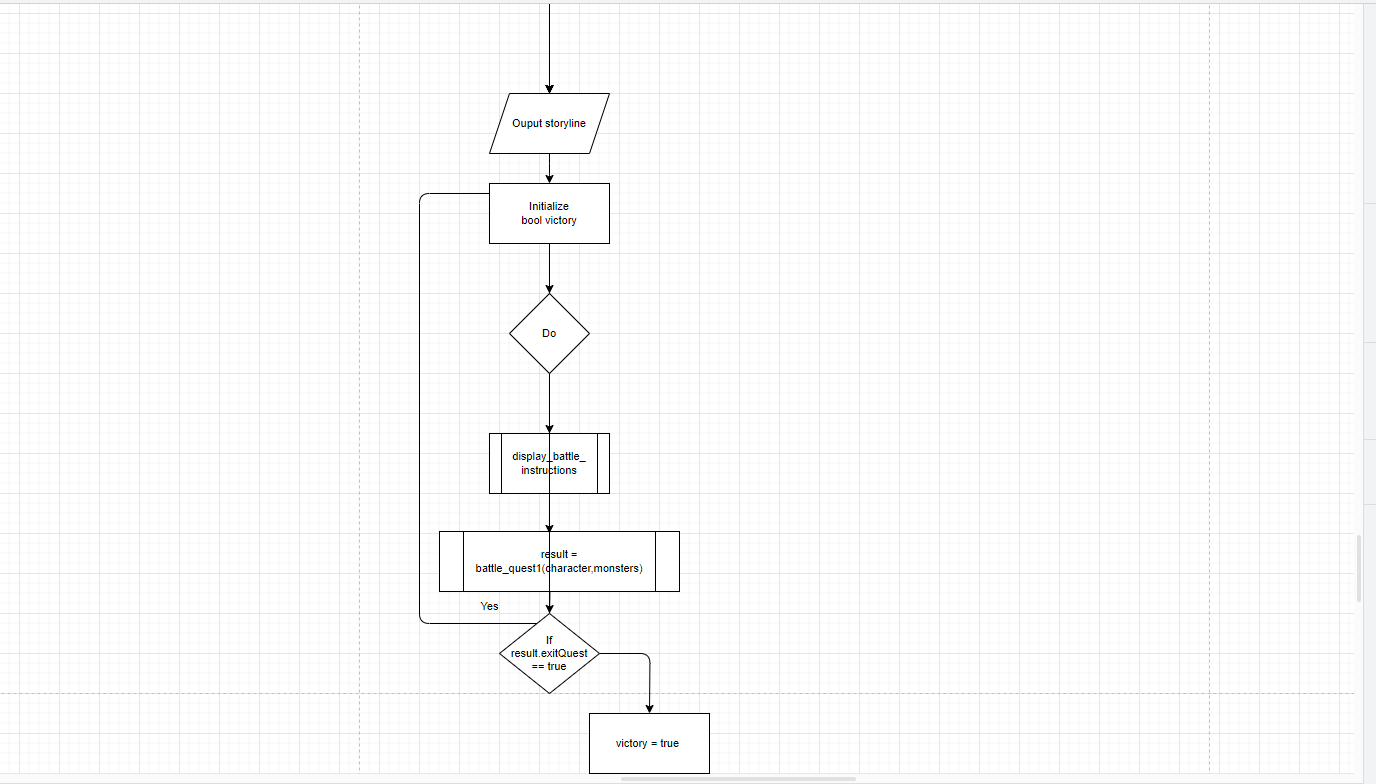 Ouput storyline
Initialize
bool victory
Do
display_battle_
instructions
result =
battle_quest1(character,monsters)
Yes
If
result.exitQuest
== true
victory = true